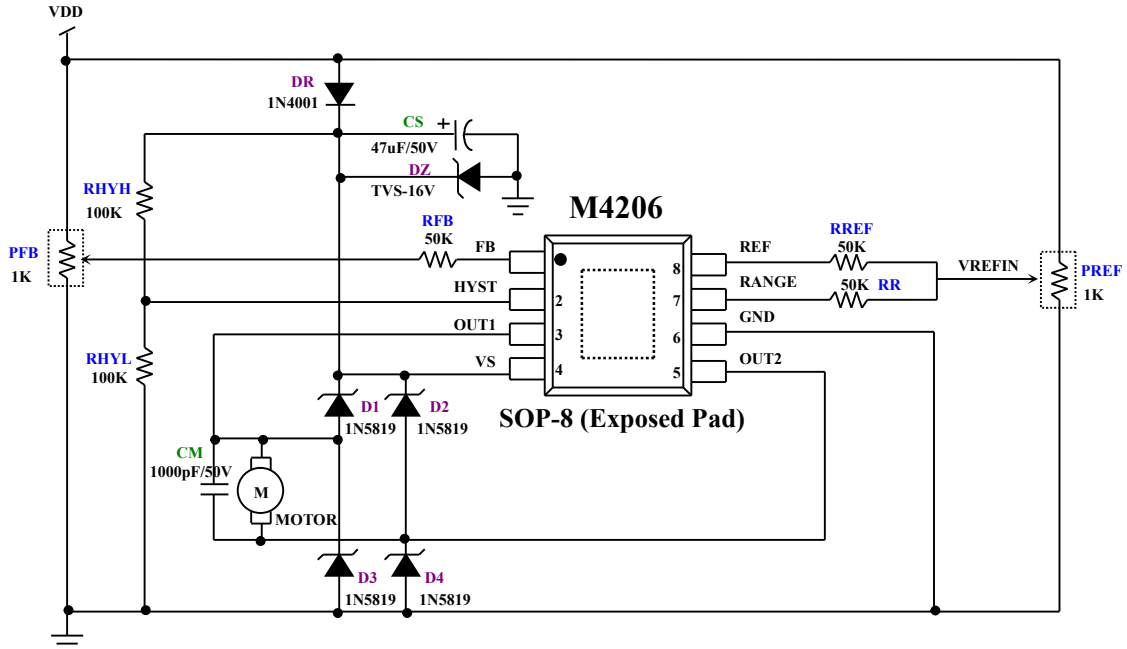 VDD
DR
1N4001
CS
+
47uF/50V
DZ
TVS-16V
RHYH
100K
M4206
RFB
50K
FB
REF
RREF
50K
PFB
1K
VREFIN
PREF
1K
HYST
RANGE
50K RR
8
2
7
OUT1
GND
3
6
RHYL
100K
VS
OUT2
4
5
D1
1N5819
D2
1N5819
SOP-8 (Exposed Pad)
CM
1000pF/50V
M
MOTOR
D3
1N5819
D4
1N5819